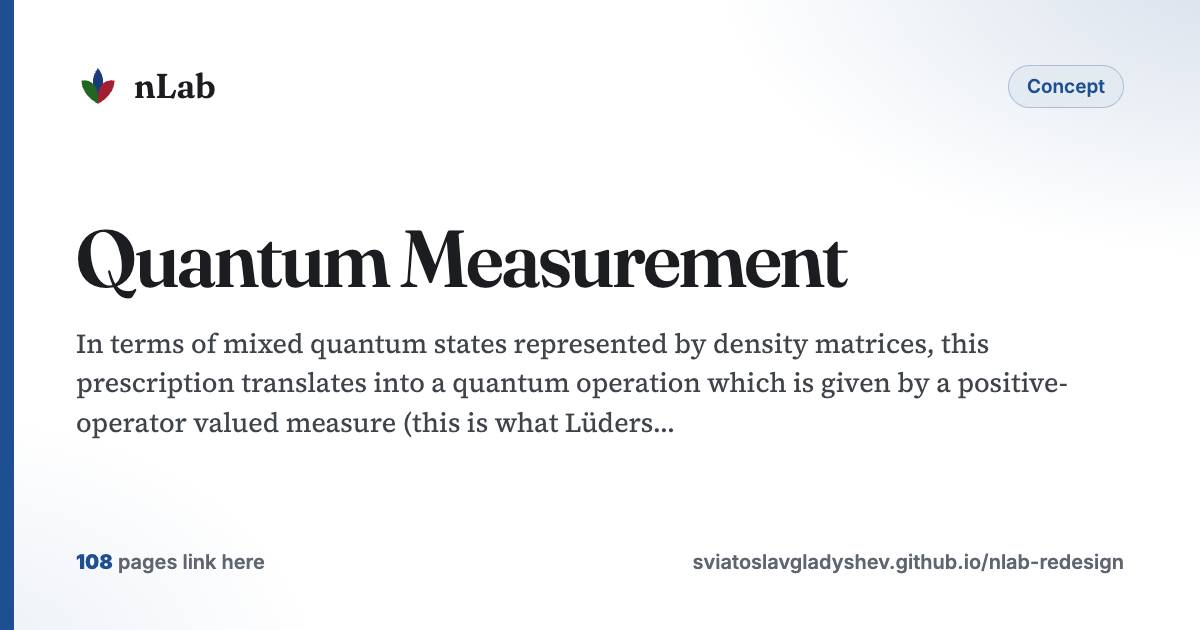 nLab
Concept
Quantum Measurement
In terms of mixed quantum states represented by density matrices, this
prescription translates into a quantum operation which is given by a positive-
operator valued measure (this is what Lüders...
108 pages link here
sviatoslavgladyshev.github.io/nlab-redesign